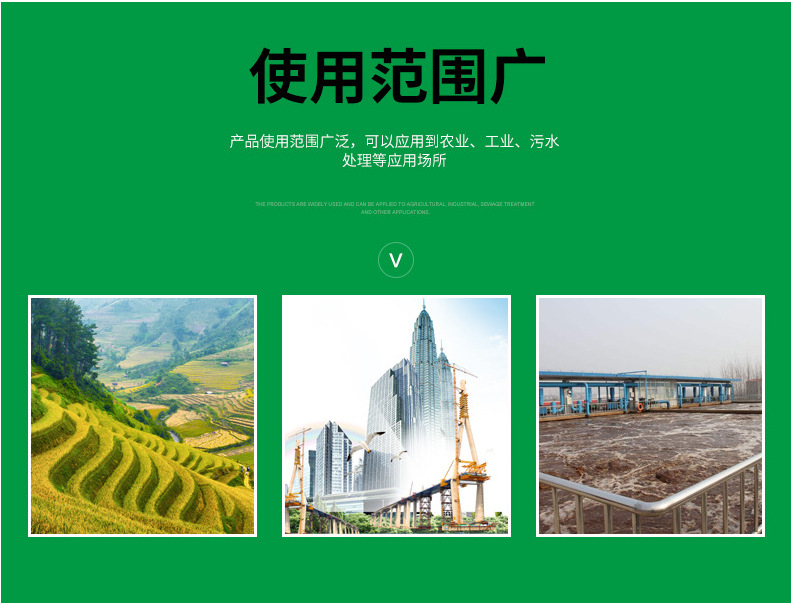 使用范围广
产品使用范围广泛，可以应用到农业、工业、污水
处理等应用场所
THE PRODUCTS ARE WIDELY USED AND CAN BE APPLIED TO AGRICULTURAL, INDUSTRIAL, SEWAGE TREATMENT
AND OTHER APPLICATIONS.
V